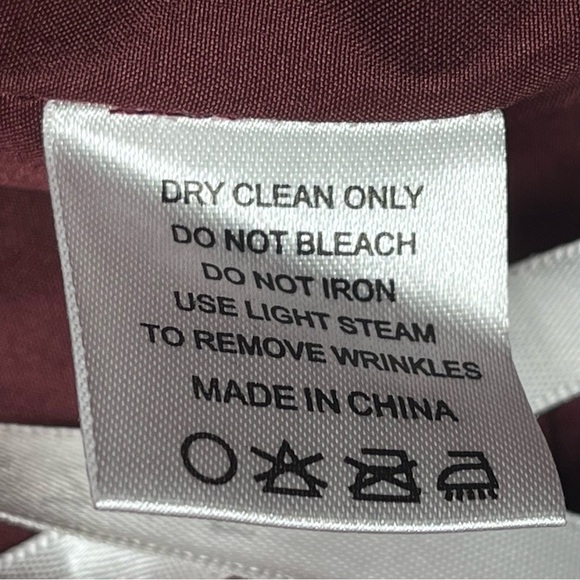 DRY CLEAN ONLY
DO NOT BLEACH
DO NOT IRON
USE LIGHT STEAM
TO REMOVE WRINKLES
MADE IN CHINA